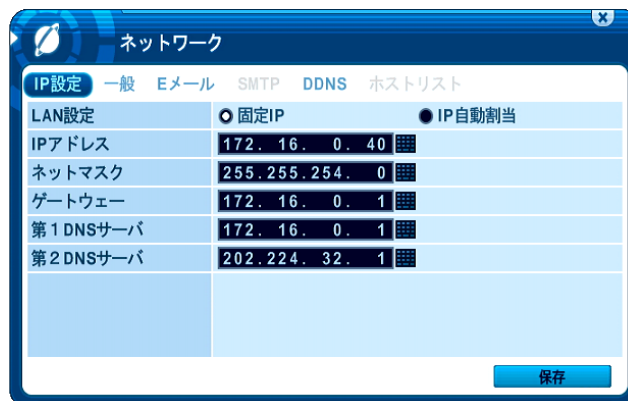 ネットワーク
IP設定 一般 Eメール SMTP DDNS ホストリスト
LAN設定 固定IP IP自動割当
IPアドレス 172. 16. 0. 40
ネットマスク 255.255.254. 0
ゲートウェー 172. 16. 0. 1
第1DNSサーバ 172. 16. 0. 1
第2DNSサーバ 202.224. 32. 1
保存